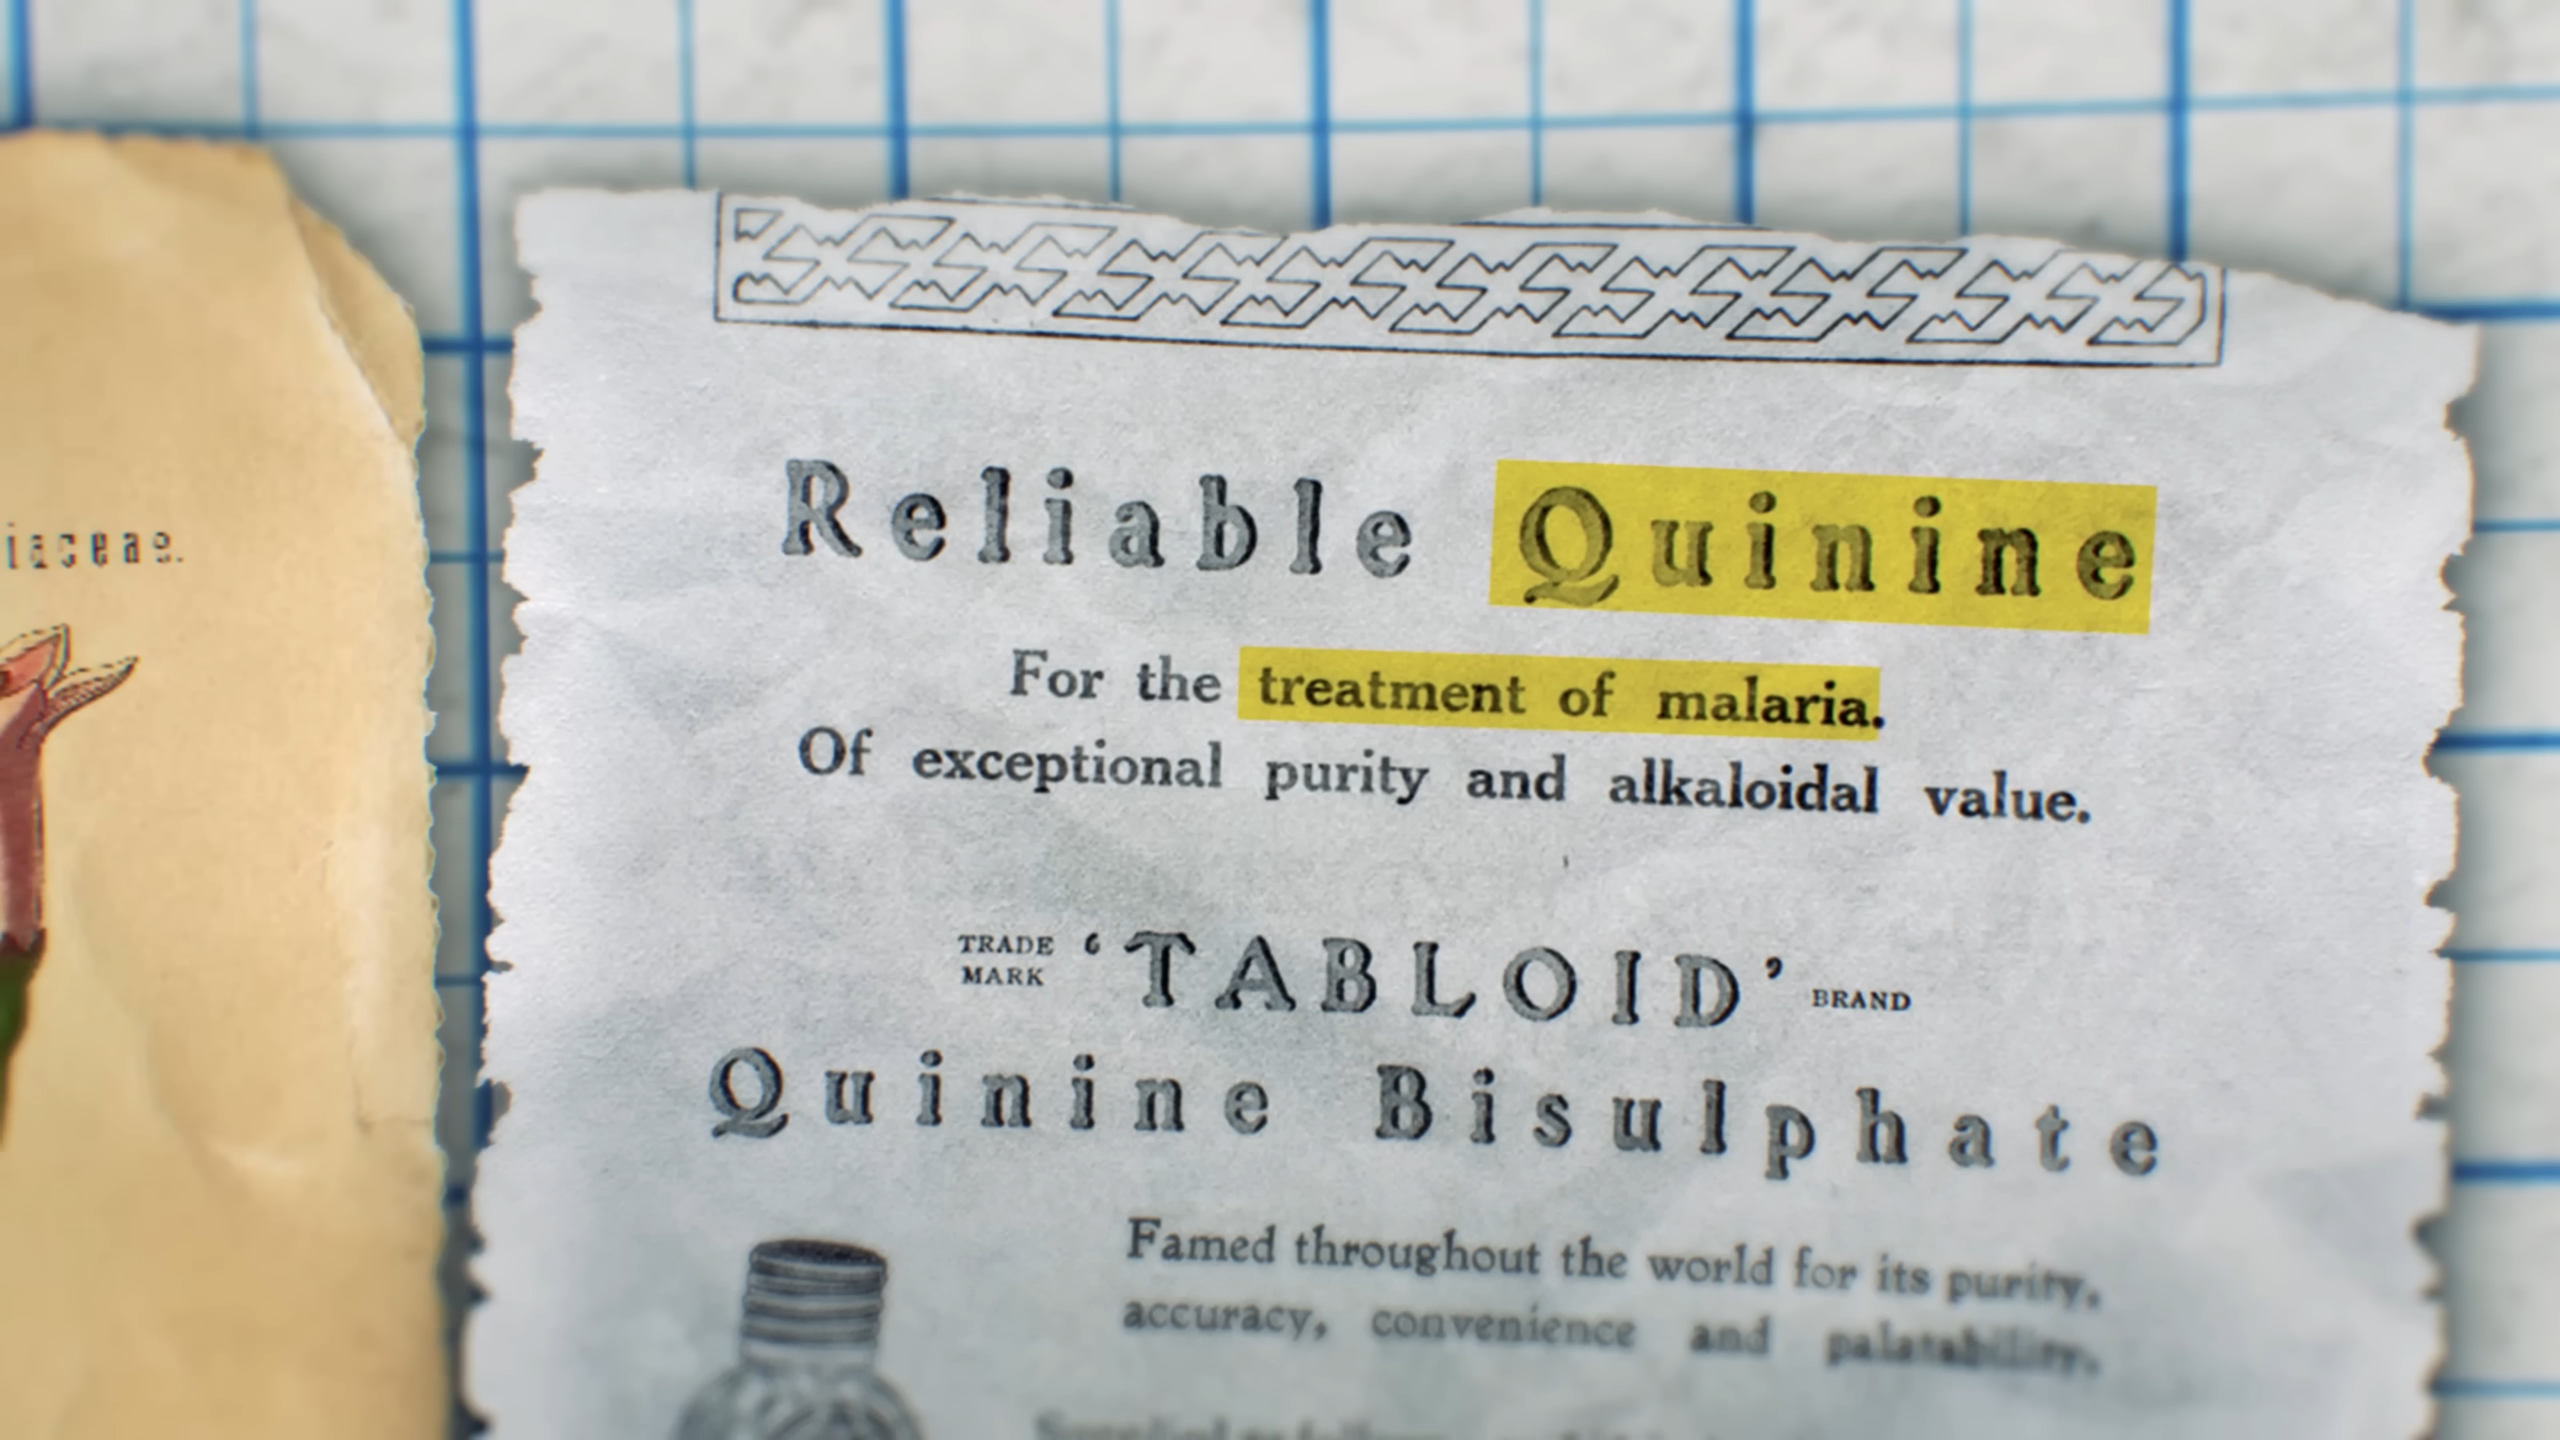 iaceae.
Reliable Quinine
For the treatment of malaria.
Of exceptional purity and alkaloidal value.
TRADE MARK ‘TABLOID’ BRAND
Quinine Bisulphate
Famed throughout the world for its purity,
accuracy, convenience and palatability.